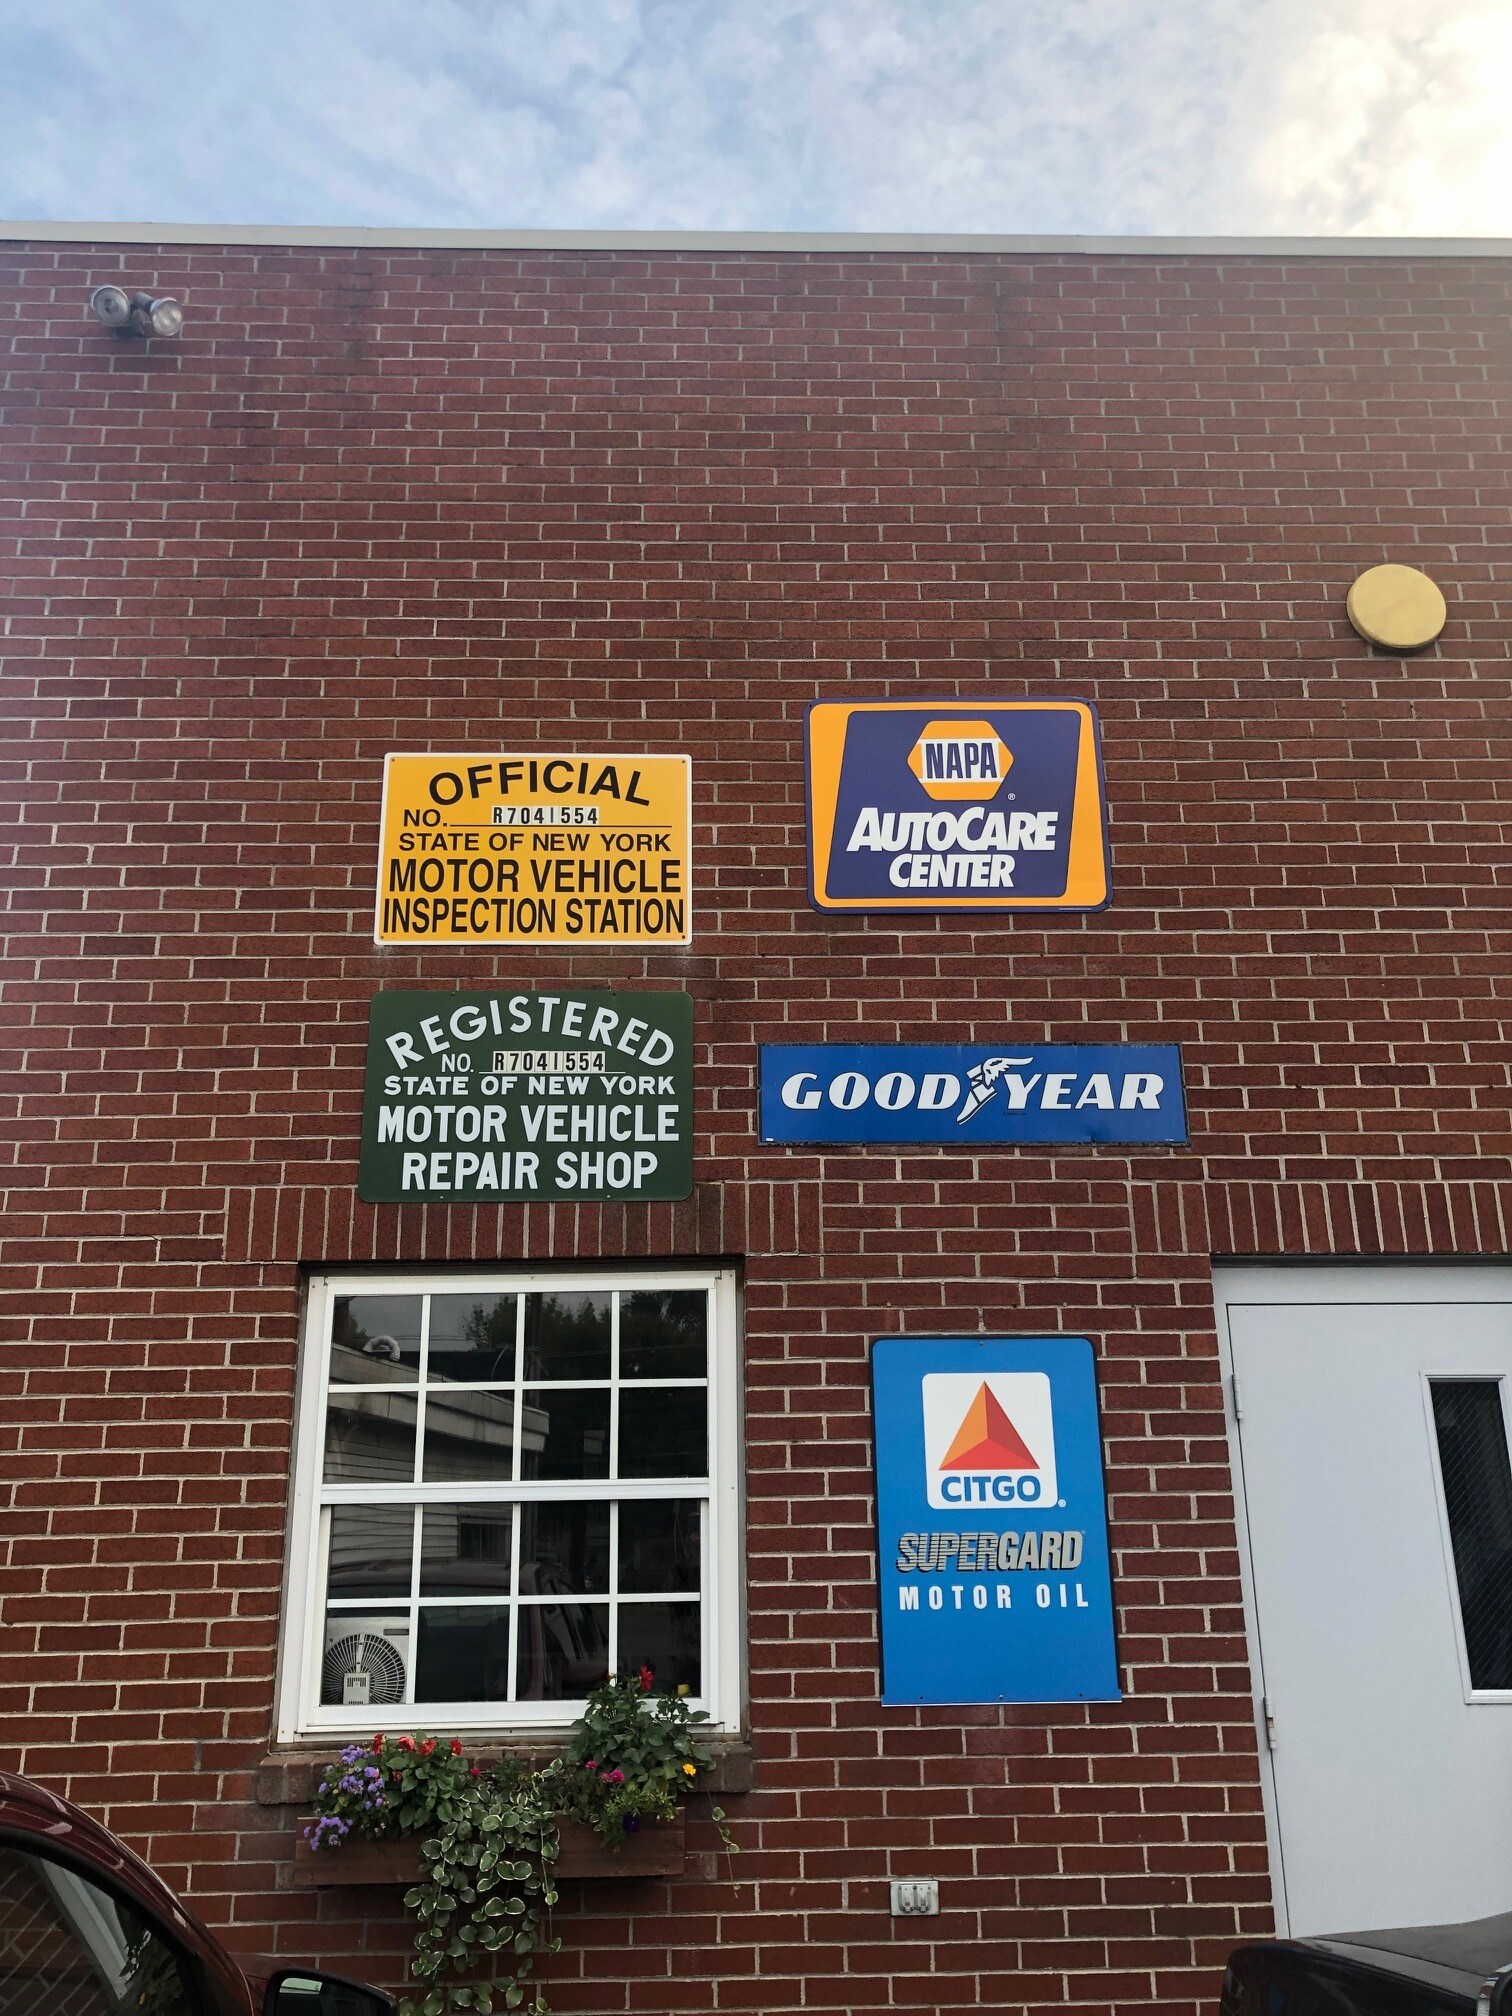 OFFICIAL
NO. R7041554
STATE OF NEW YORK
MOTOR VEHICLE
INSPECTION STATION
NAPA
®
AUTOCARE
CENTER
REGISTERED
NO. R7041554
STATE OF NEW YORK
MOTOR VEHICLE
REPAIR SHOP
GOODYEAR
CITGO®
SUPERGARD
MOTOR OIL